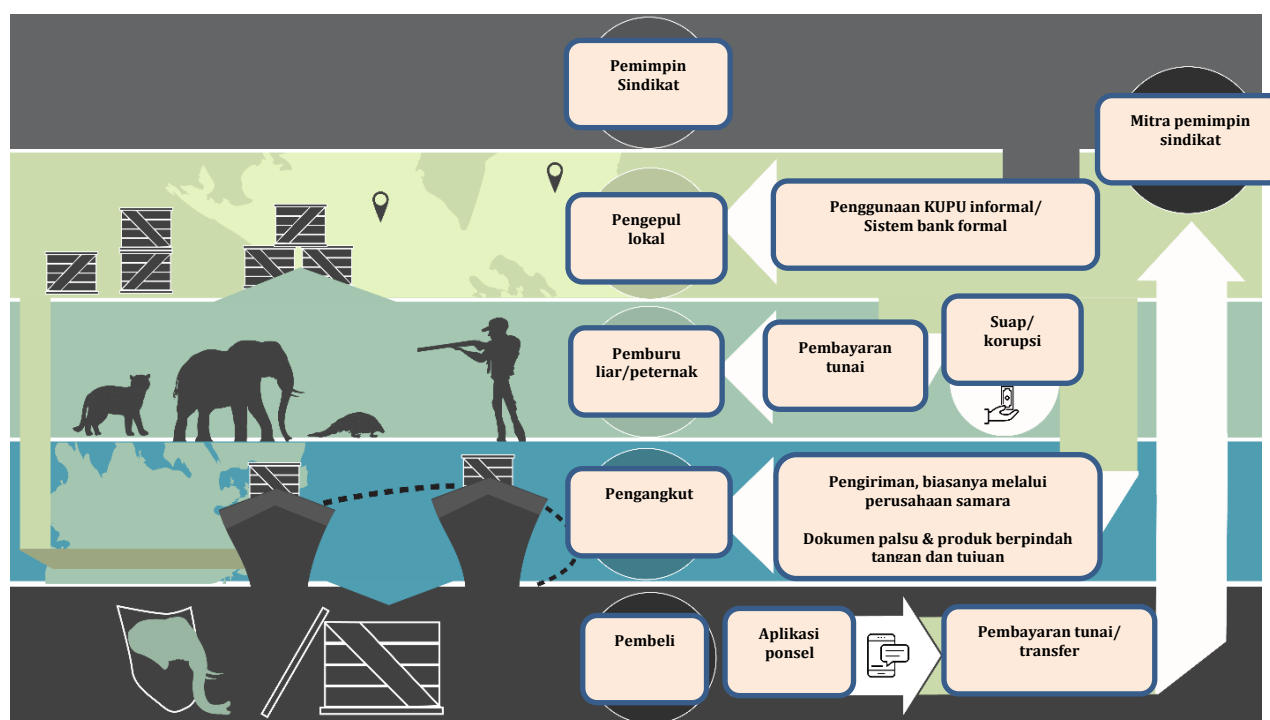 Pemimpin
Sindikat
Mitra pemimpin
sindikat
Pengepul
lokal
Penggunaan KUPU informal/
Sistem bank formal
Pemburu
liar/peternak
Pembayaran
tunai
Suap/
korupsi
Pengangkut
Pengiriman, biasanya melalui
perusahaan samara
Dokumen palsu & produk berpindah
tangan dan tujuan
Pembeli
Aplikasi
ponsel
Pembayaran tunai/
transfer